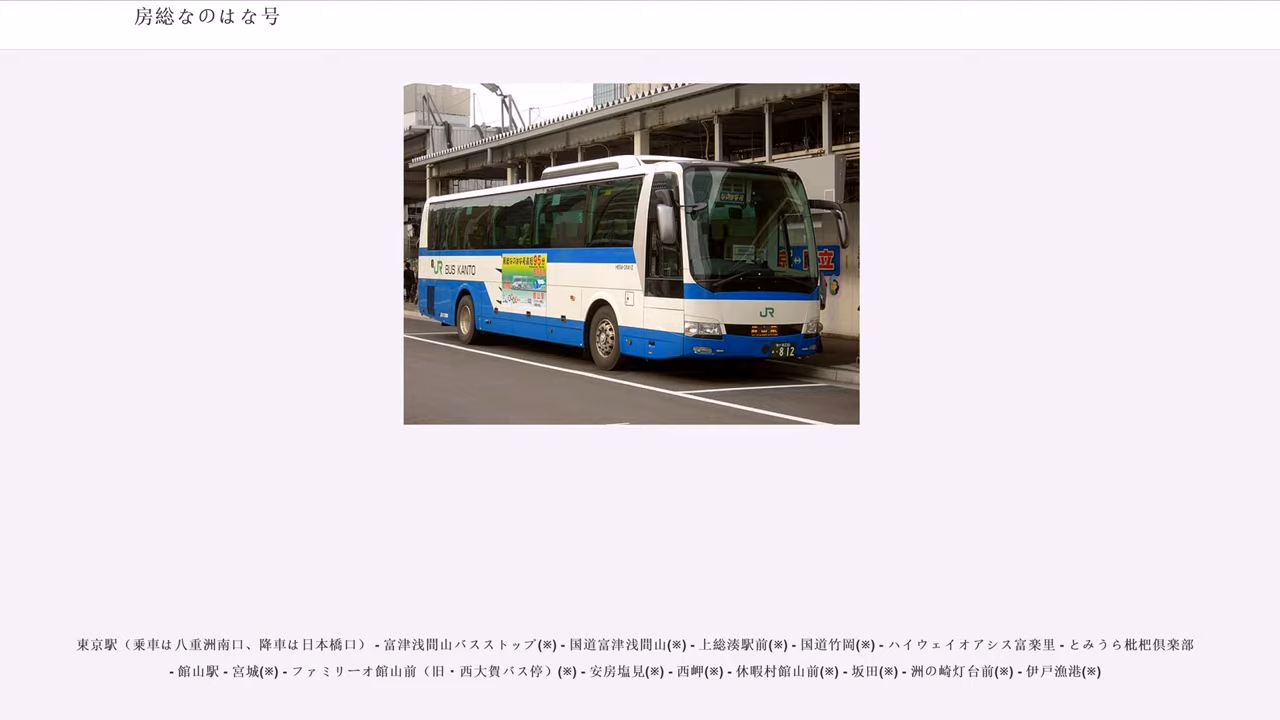 房総なのはな号
JR BUS KANTO
95
JR
812
東京駅（乗車は八重洲南口、降車は日本橋口） - 富津浅間山バスストップ(※) - 国道富津浅間山(※) - 上総湊駅前(※) - 国道竹岡(※) - ハイウェイオアシス富楽里 - とみうら枇杷倶楽部
- 館山駅 - 宮城(※) - ファミリーオ館山前（旧・西大賀バス停）(※) - 安房塩見(※) - 西岬(※) - 休暇村館山前(※) - 坂田(※) - 洲の崎灯台前(※) - 伊戸漁港(※)